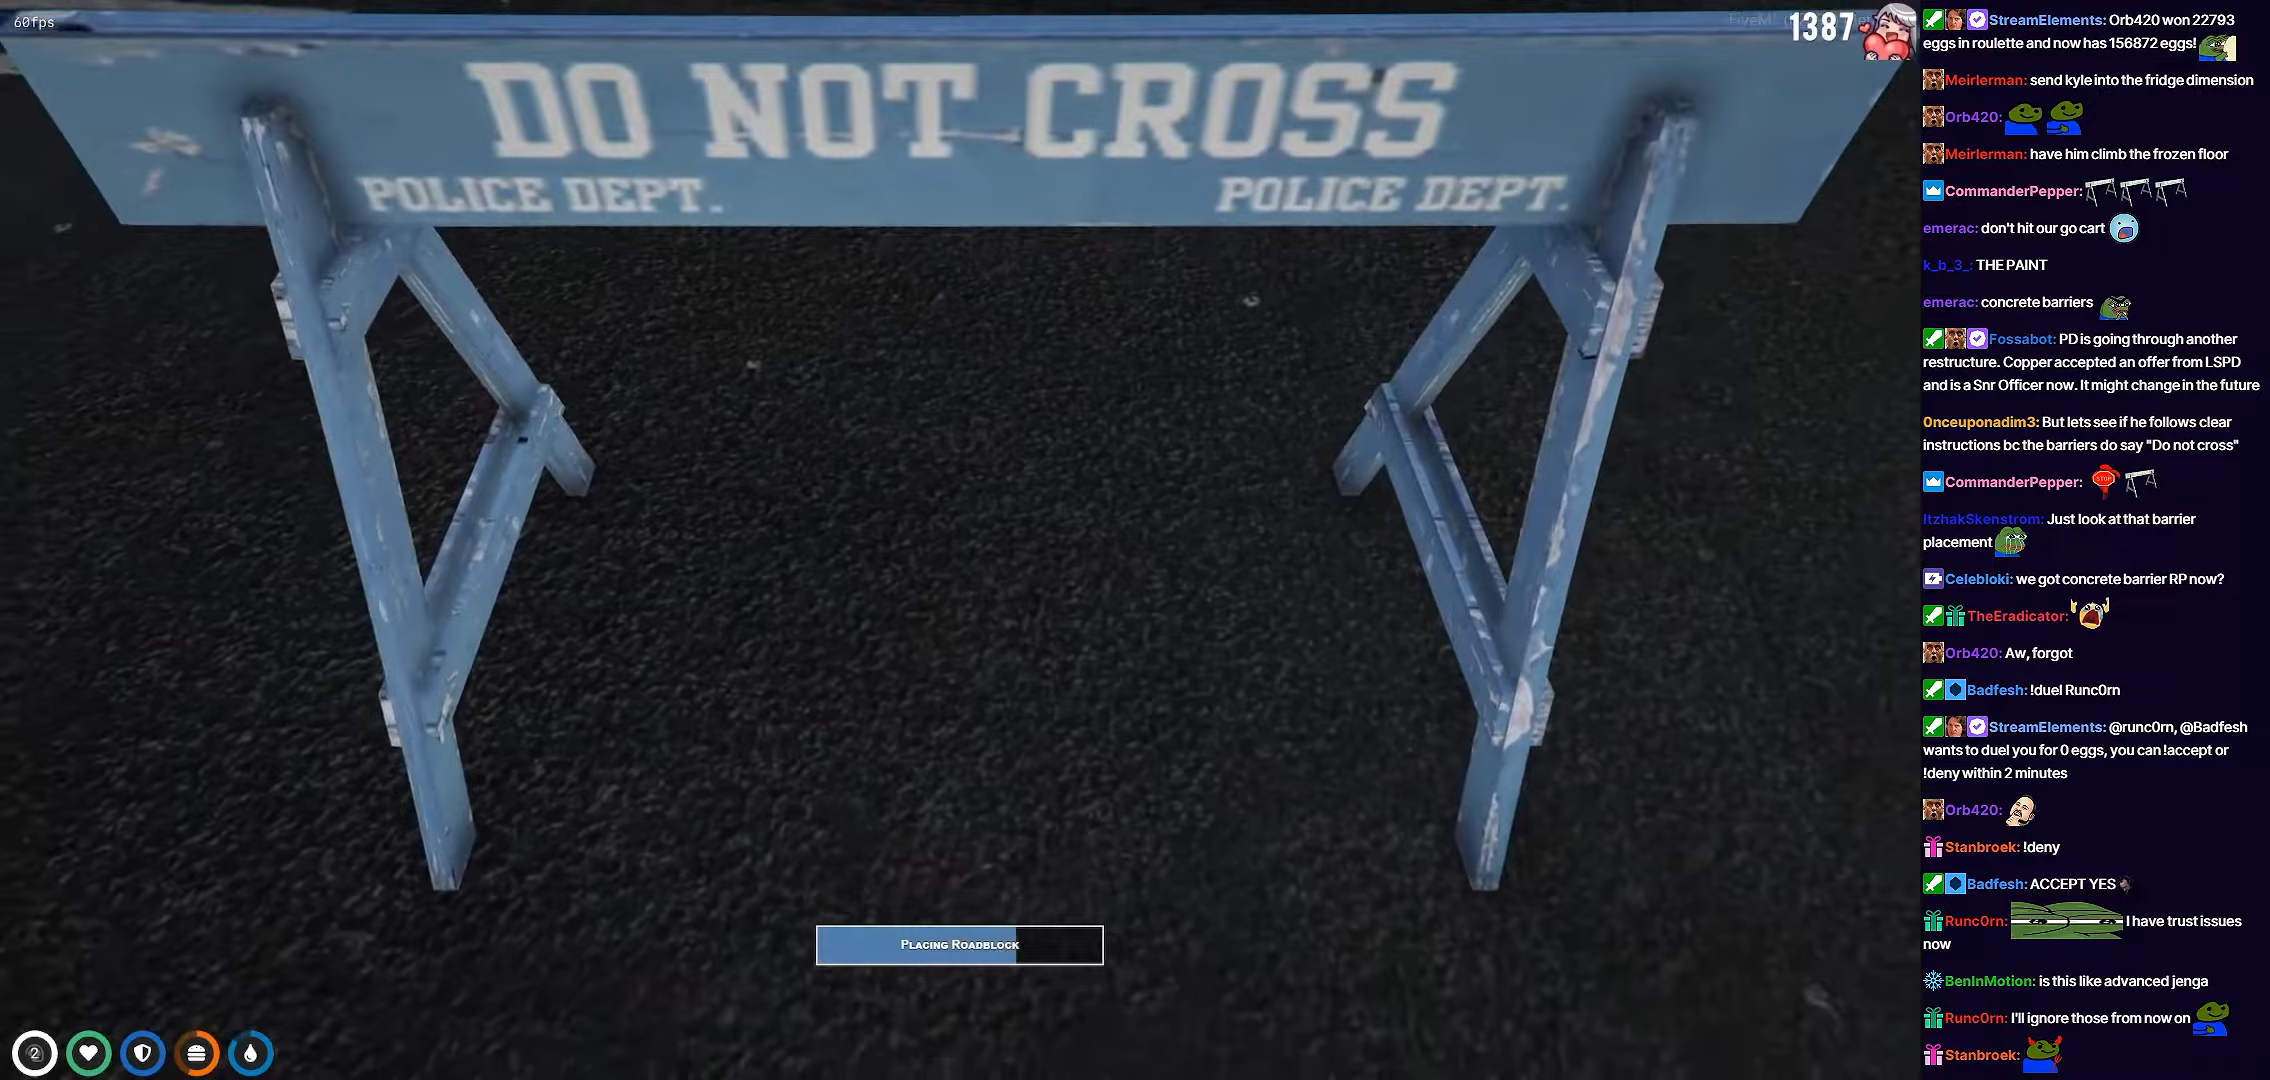 60fps
1387
DO NOT CROSS
POLICE DEPT.
POLICE DEPT.
PLACING ROADBLOCK
2
StreamElements: Orb420 won 22793
eggs in roulette and now has 156872 eggs!
Meirlerman: send kyle into the fridge dimension
Orb420:
Meirlerman: have him climb the frozen floor
CommanderPepper:
emerac: don't hit our go cart
k_b_3_: THE PAINT
emerac: concrete barriers
Fossabot: PD is going through another
restructure. Copper accepted an offer from LSPD
and is a Snr Officer now. It might change in the future
0nceuponadim3: But lets see if he follows clear
instructions bc the barriers do say "Do not cross"
CommanderPepper:
STOP
ItzhakSkenstrom: Just look at that barrier
placement
Celebloki: we got concrete barrier RP now?
TheEradicator:
Orb420: Aw, forgot
Badfesh: !duel Runc0rn
StreamElements: @runc0rn, @Badfesh
wants to duel you for 0 eggs, you can !accept or
!deny within 2 minutes
Orb420:
Stanbroek: !deny
Badfesh: ACCEPT YES
Runc0rn: I have trust issues
now
BenInMotion: is this like advanced jenga
Runc0rn: I'll ignore those from now on
Stanbroek: